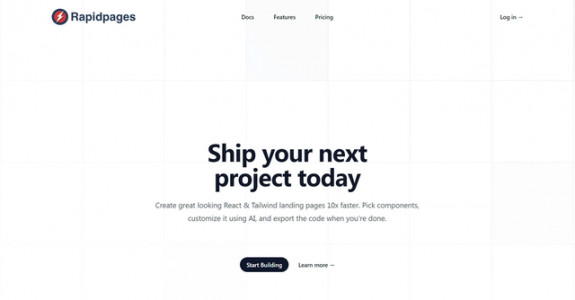 Rapidpages
Docs
Features
Pricing
Log in →
Ship your next
project today
Create great looking React & Tailwind landing pages 10x faster. Pick components,
customize it using AI, and export the code when you're done.
Start Building
Learn more →